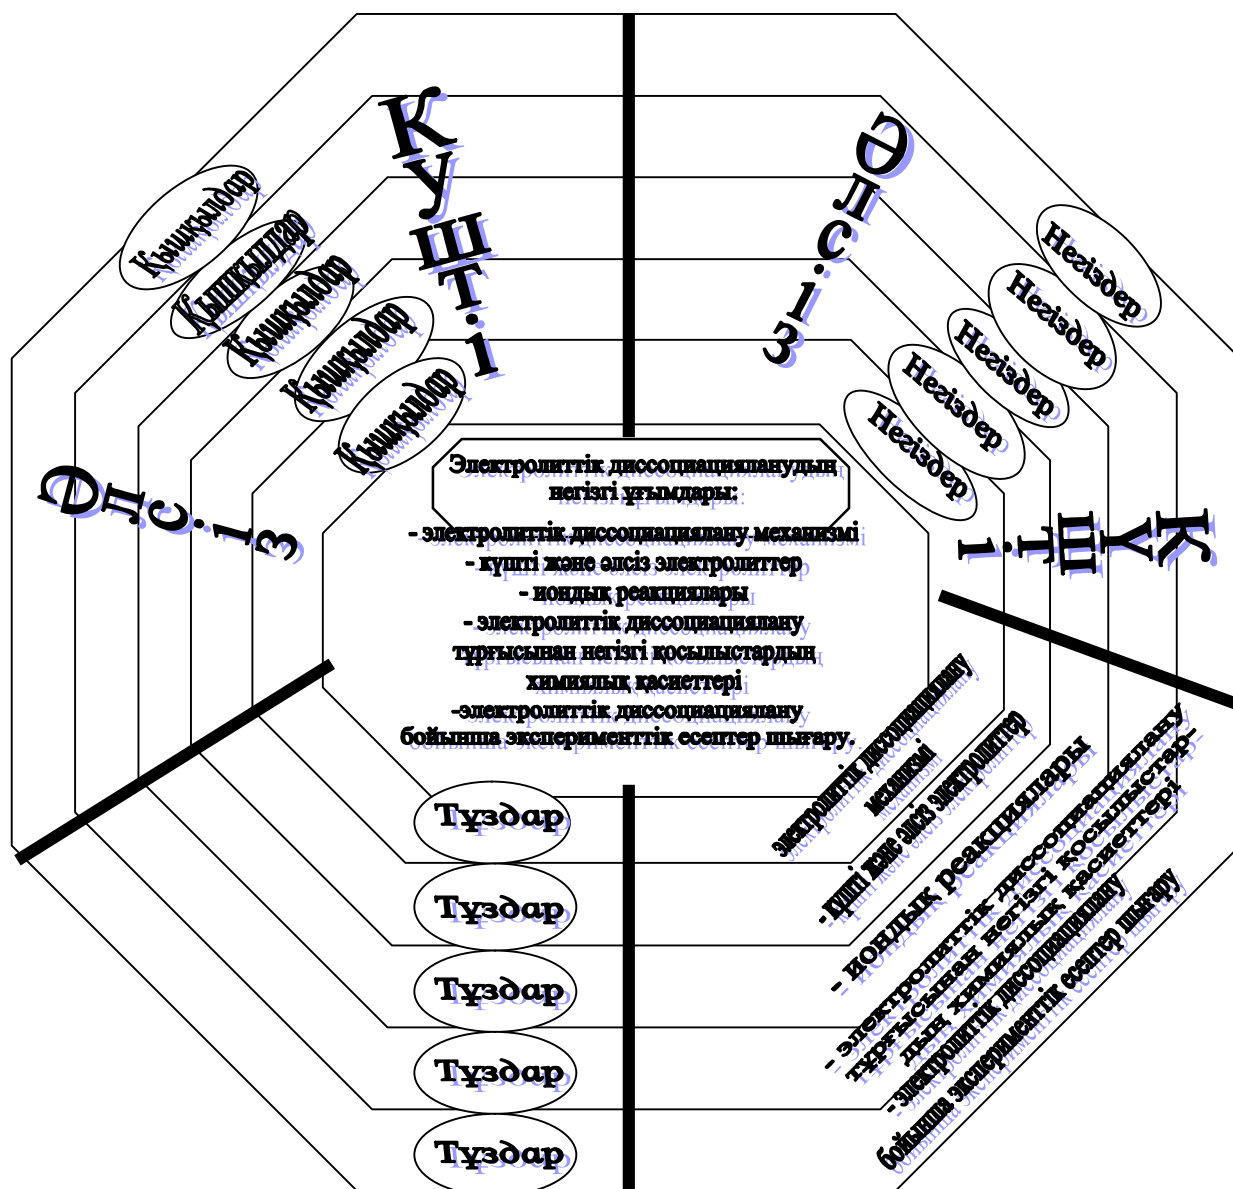 Күшті
Әлсіз
Қышқылдар
Қышқылдар
Қышқылдар
Қышқылдар
Қышқылдар
Негіздер
Негіздер
Негіздер
Негіздер
Негіздер
Әлсіз
Күшті
Электролиттік диссоциацияланудың
негізгі ұғымдары:
- электролиттік диссоциациялану механизмі
- күшті және әлсіз электролиттер
- иондық реакциялары
- электролиттік диссоциациялану
тұрғысынан негізгі қосылыстардың
химиялық қасиеттері
-электролиттік диссоциациялану
бойынша эксперименттік есептер шығару.
Тұздар
Тұздар
Тұздар
Тұздар
Тұздар
электролиттік диссоциациялану
механизмі
- күшті және әлсіз электролиттер
- иондық реакциялары
- электролиттік диссоциациялану
тұрғысынан негізгі қосылыстар-
дың химиялық қасиеттері
- электролиттік диссоциациялану
бойынша эксперименттік есептер шығару